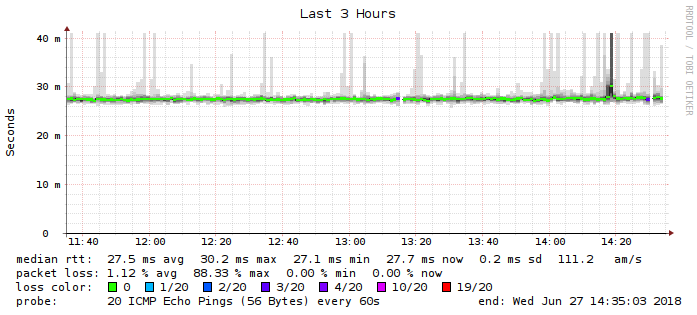 Last 3 Hours
RRDTOOL / TOBI OETIKER
Seconds
40 m
30 m
20 m
10 m
0
11:40 12:00 12:20 12:40 13:00 13:20 13:40 14:00 14:20
median rtt: 27.5 ms avg 30.2 ms max 27.1 ms min 27.7 ms now 0.2 ms sd 111.2 am/s
packet loss: 1.12 % avg 88.33 % max 0.00 % min 0.00 % now
loss color: 0 1/20 2/20 3/20 4/20 10/20 19/20
probe: 20 ICMP Echo Pings (56 Bytes) every 60s end: Wed Jun 27 14:35:03 2018